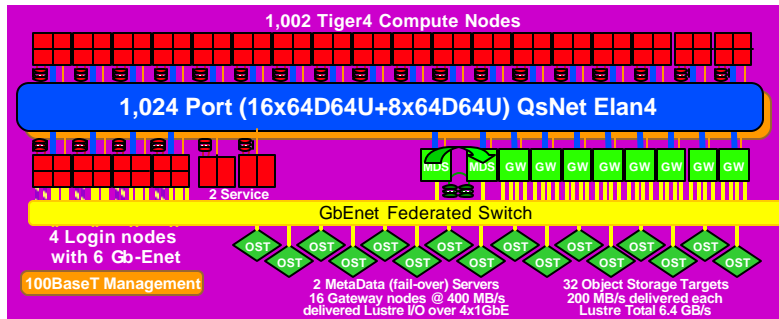 1,002 Tiger4 Compute Nodes
1,024 Port (16x64D64U+8x64D64U) QsNet Elan4
MDS MDS GW GW GW GW GW GW GW GW
2 Service
GbEnet Federated Switch
4 Login nodes
with 6 Gb-Enet
OST OST OST OST OST OST OST OST
OST OST OST OST OST OST OST OST
100BaseT Management
2 MetaData (fail-over) Servers
16 Gateway nodes @ 400 MB/s
delivered Lustre I/O over 4x1GbE
32 Object Storage Targets
200 MB/s delivered each
Lustre Total 6.4 GB/s